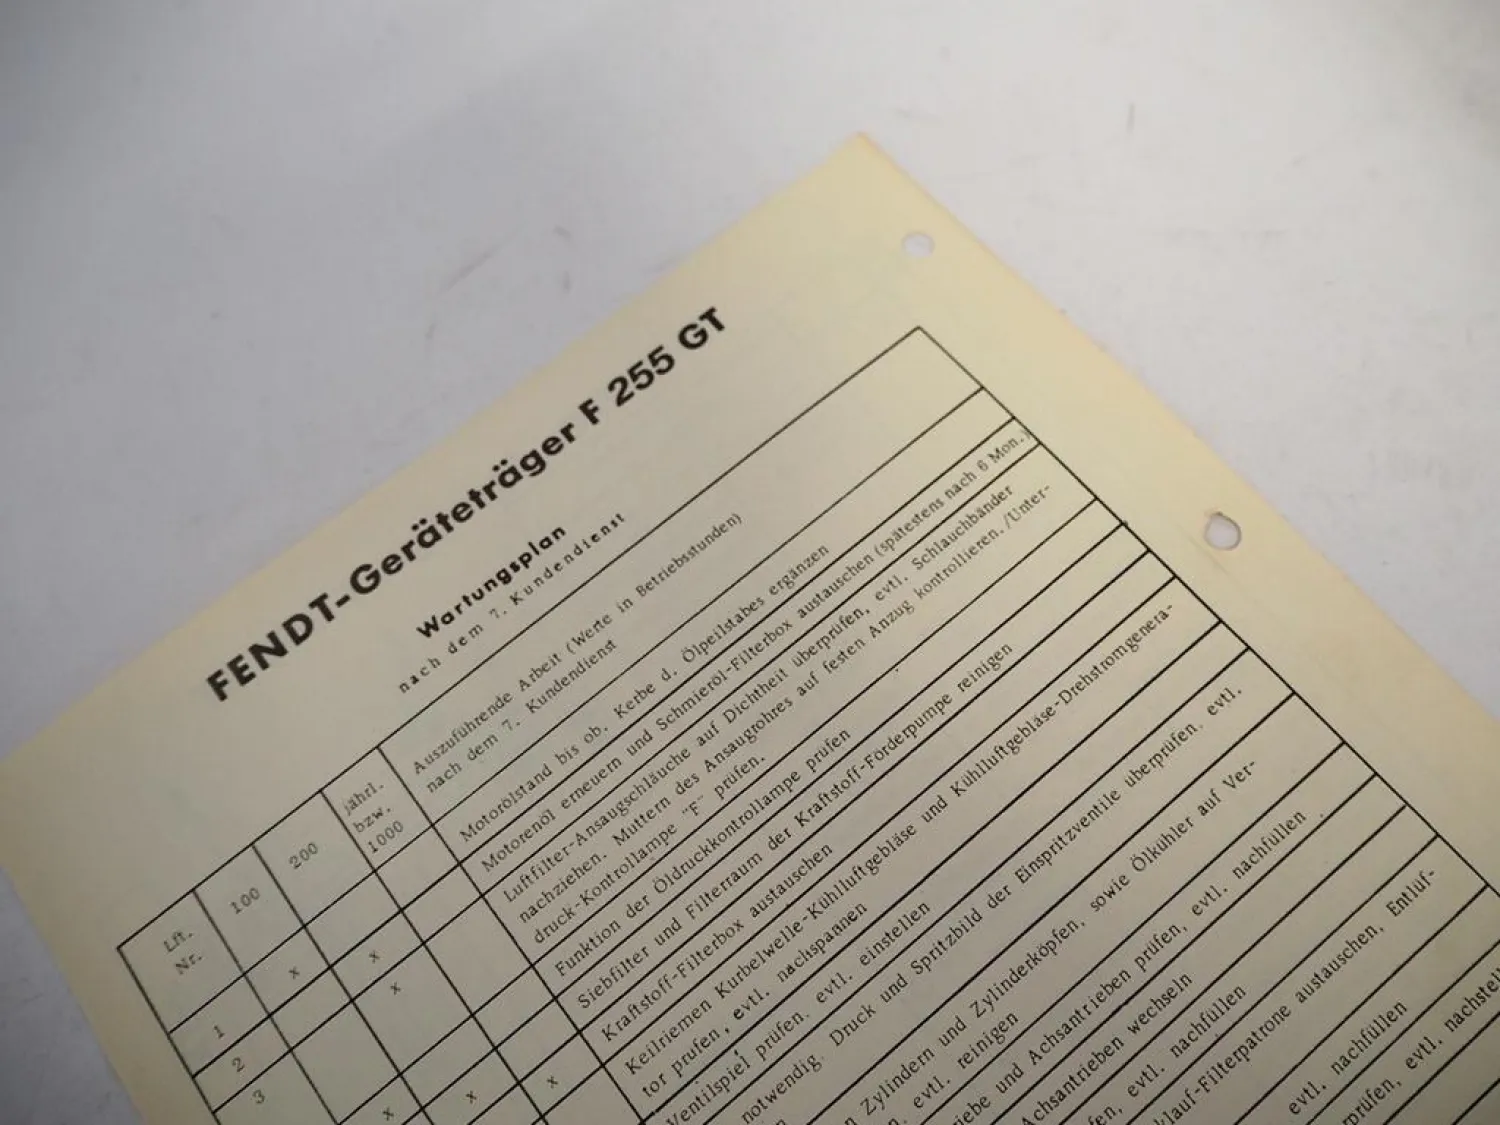 FENDT-Geräteträger F 255 GT
Wartungsplan
nach dem 7. Kundendienst
Lft.
Nr.
100
200
jährl.
bzw.
1000
Auszuführende Arbeit (Werte in Betriebsstunden)
nach dem 7. Kundendienst
1 x x Motorölstand bis ob. Kerbe d. Ölpeilstabes ergänzen
2 x Motorenöl erneuern und Schmieröl-Filterbox austauschen (spätestens nach 6 Mon.)
3 Luftfilter-Ansaugschläuche auf Dichtheit überprüfen, evtl. Schlauchbänder
nachziehen. Muttern des Ansaugrohres auf festen Anzug kontrollieren./Unter-
druck-Kontrollampe "F" prüfen.
x x x
Funktion der Öldruckkontrollampe prüfen
Siebfilter und Filterraum der Kraftstoff-Förderpumpe reinigen
Kraftstoff-Filterbox austauschen
Keilriemen Kurbelwelle-Kühlluftgebläse und Kühlluftgebläse-Drehstromgenera-
tor prüfen, evtl. nachspannen
Ventilspiel prüfen. evtl. einstellen
notwendig. Druck und Spritzbild der Einspritzventile überprüfen. evtl.
Zylindern und Zylinderköpfen, sowie Ölkühler auf Ver-
evtl. reinigen
und Achsantrieben prüfen, evtl. nachfüllen
Achsantrieben wechseln
evtl. nachfüllen
klauf-Filterpatrone austauschen, Entlüf-
evtl. nachfüllen
evtl.